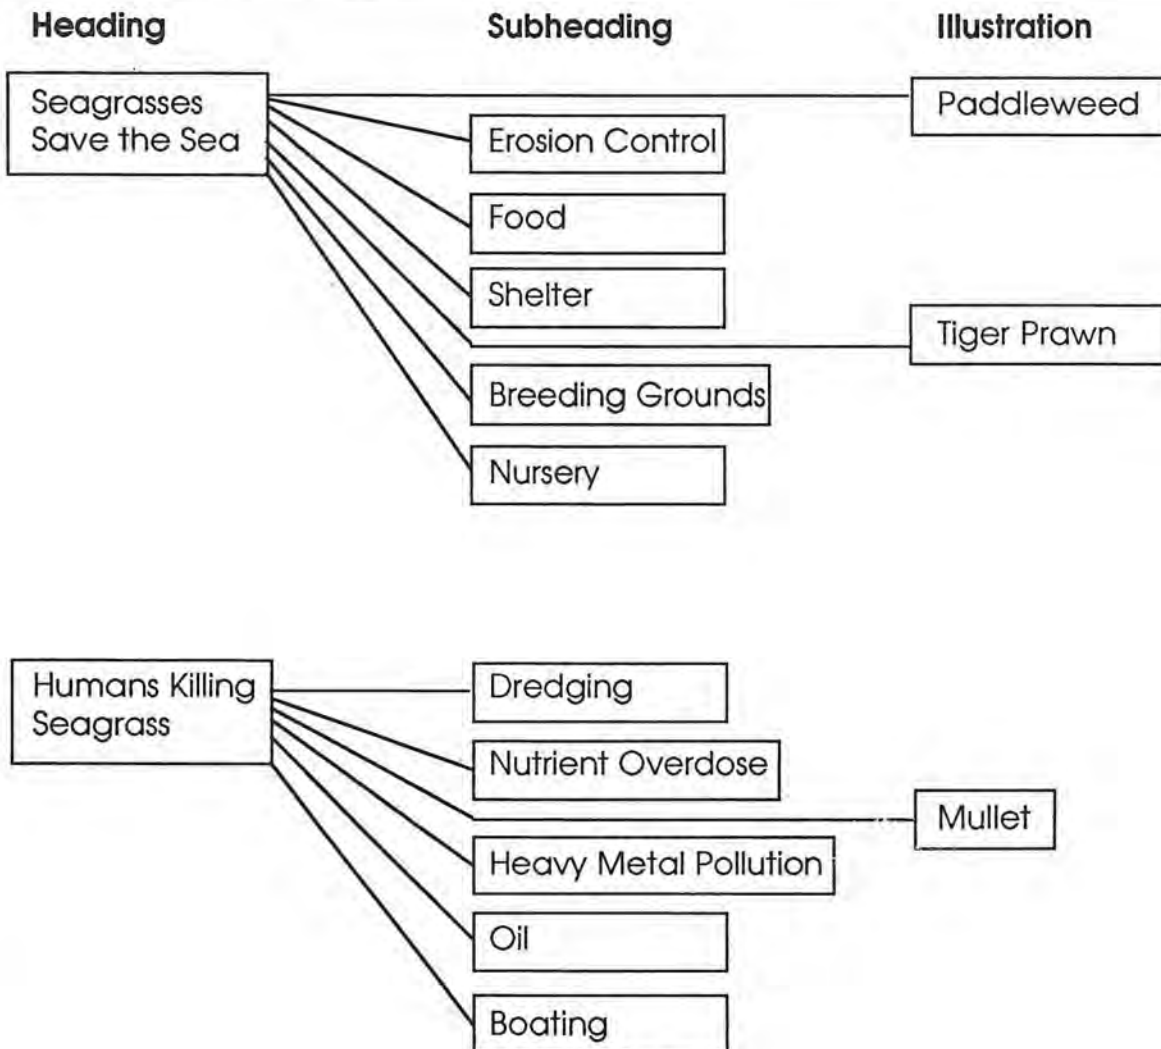 Heading Subheading Illustration
Seagrasses
Save the Sea
Paddleweed
Erosion Control
Food
Shelter
Tiger Prawn
Breeding Grounds
Nursery
Humans Killing
Seagrass
Dredging
Nutrient Overdose
Mullet
Heavy Metal Pollution
Oil
Boating